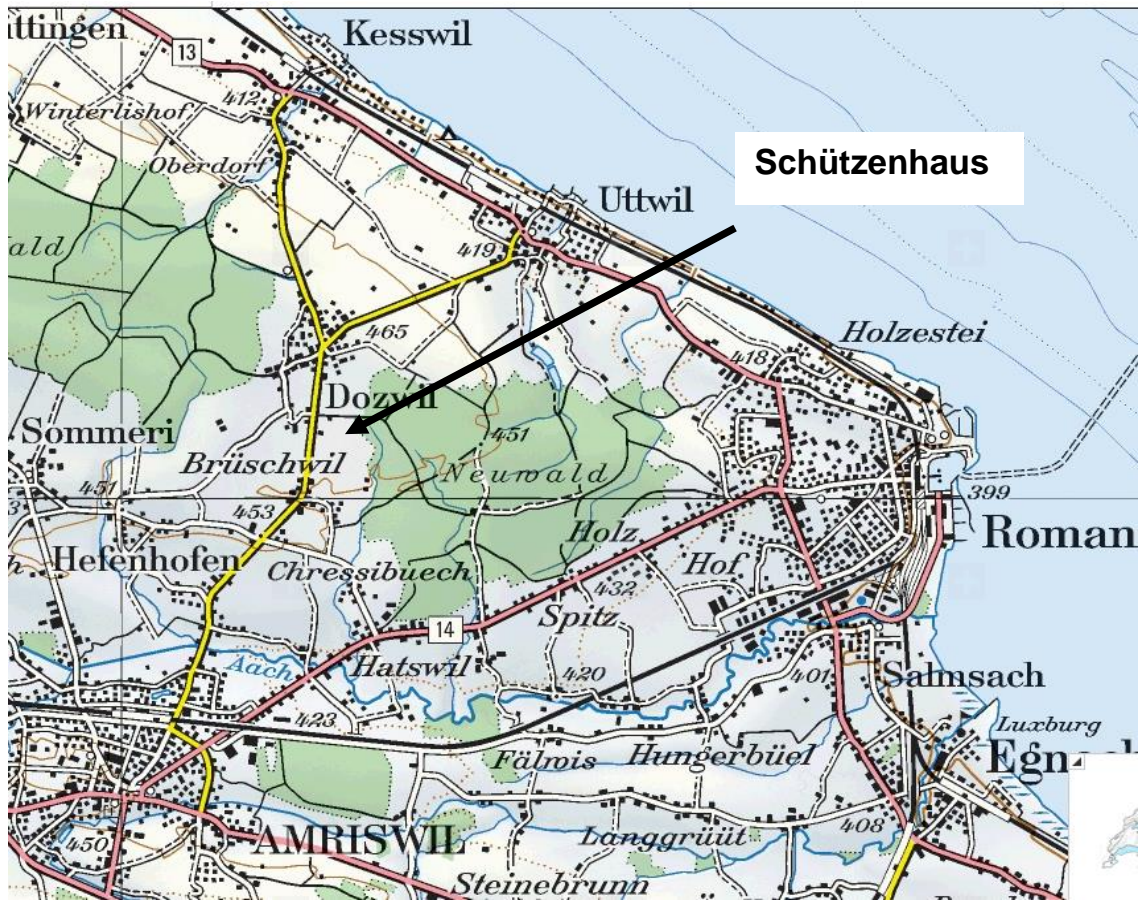 ttingen
Kesswil
13
Winterlishof
412
Oberdorf
Schützenhaus
Uttwil
419
ald
465
Holzestei
418
Dozwil
Sommeri
Brüschwil
451
Neuwald
451
399
453
Holz
Roman
Hefenhofen
Chressibuech
Hof
432
Spitz
14
Hatswil
Aach
420
401
Salmsach
423
Luxburg
Fälmis
Hungerbüel
Egnach
408
Langgrüüt
AMRISWIL
450
Steinebrunn